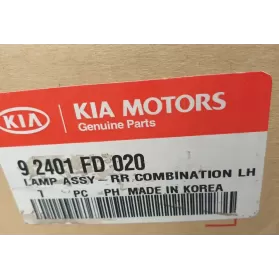 KIA KIA MOTORS
Genuine Parts
9 2401 FD 020
LAMP ASSY - RR COMBINATION LH
1 PC PH MADE IN KOREA